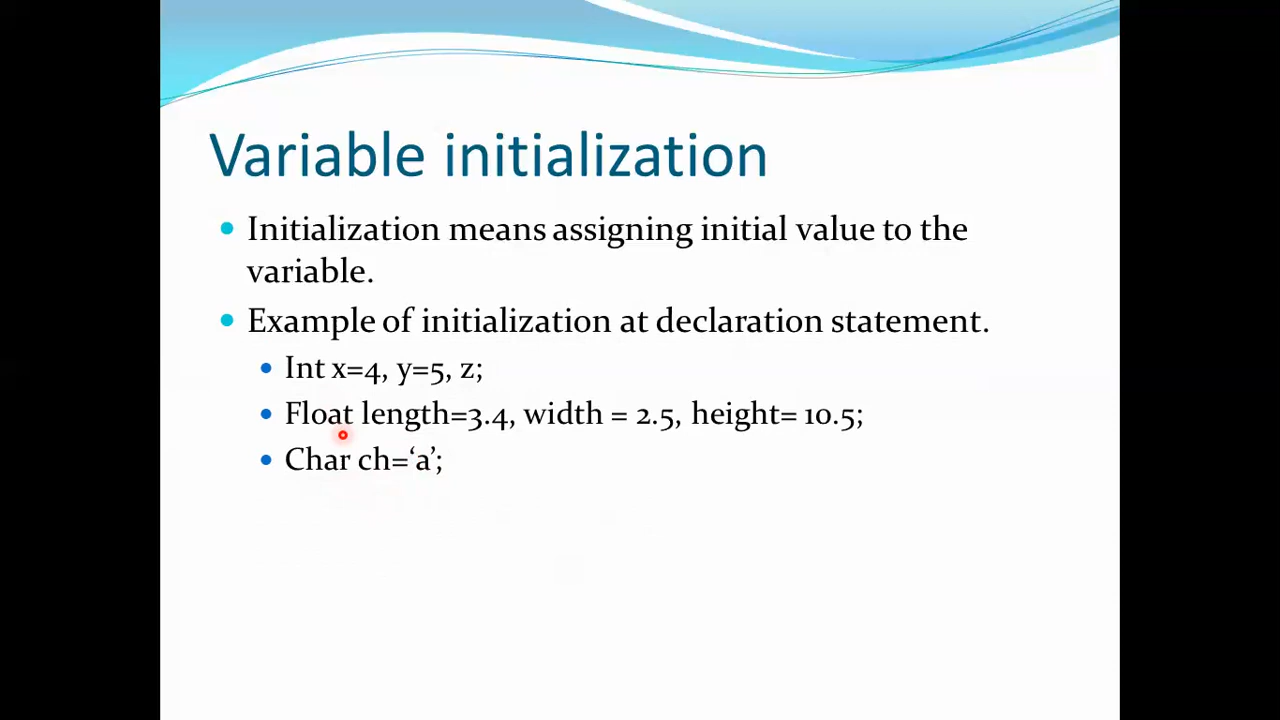 Variable initialization
Initialization means assigning initial value to the
variable.
Example of initialization at declaration statement.
Int x=4, y=5, z;
Float length=3.4, width = 2.5, height= 10.5;
Char ch=‘a’;